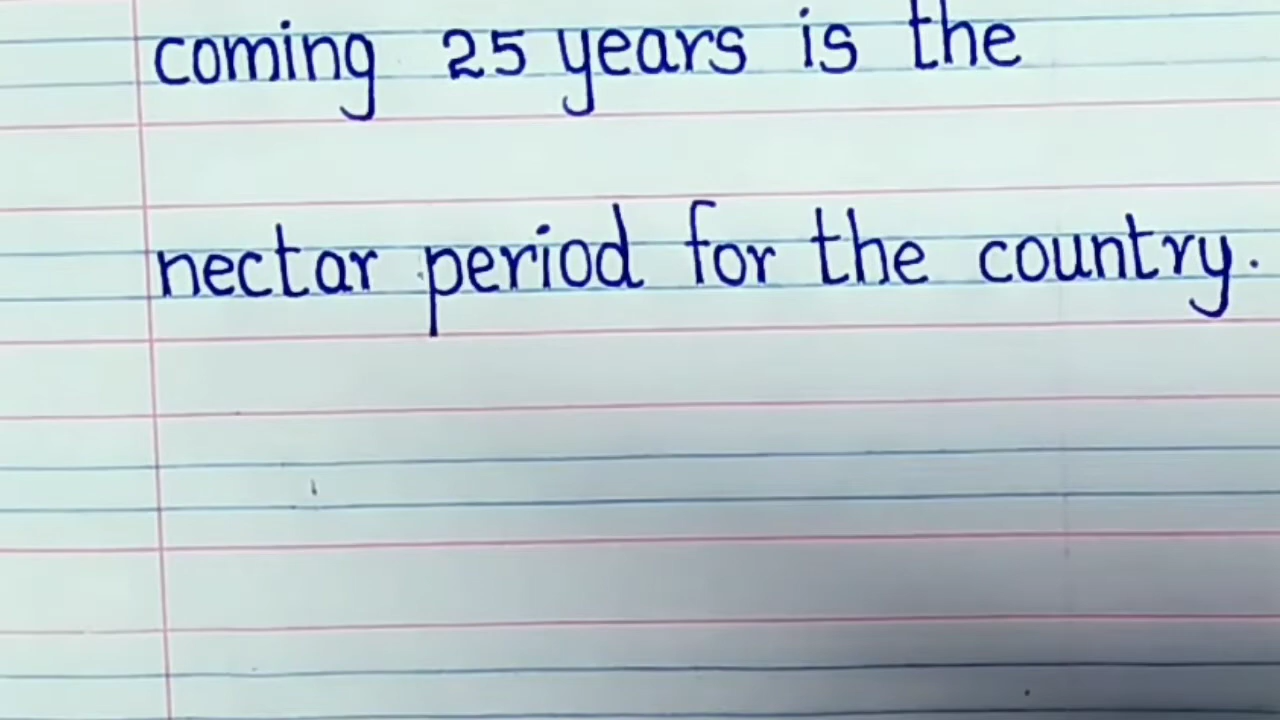 coming 25 years is the
nectar period for the country.